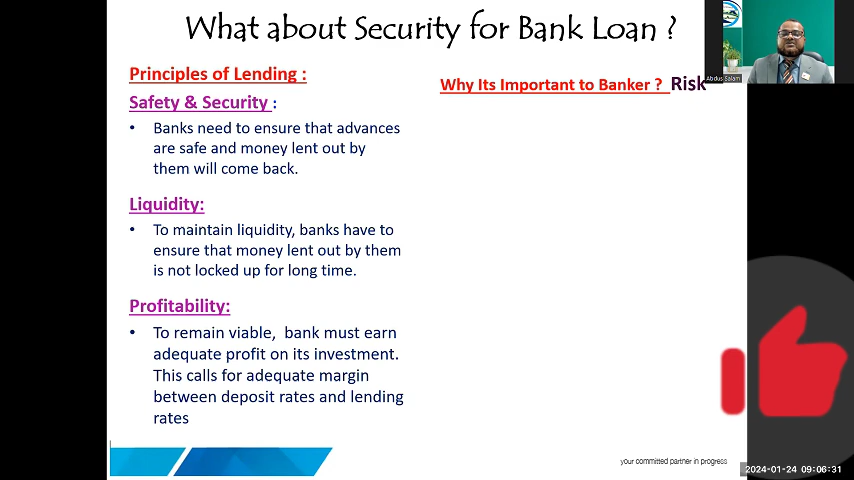 What about Security for Bank Loan ?
Principles of Lending :
Safety & Security :
• Banks need to ensure that advances
are safe and money lent out by
them will come back.
Liquidity:
• To maintain liquidity, banks have to
ensure that money lent out by them
is not locked up for long time.
Profitability:
• To remain viable, bank must earn
adequate profit on its investment.
This calls for adequate margin
between deposit rates and lending
rates
Why Its Important to Banker ? Risk
Abdus Salam
your committed partner in progress
2024-01-24 09:06:31